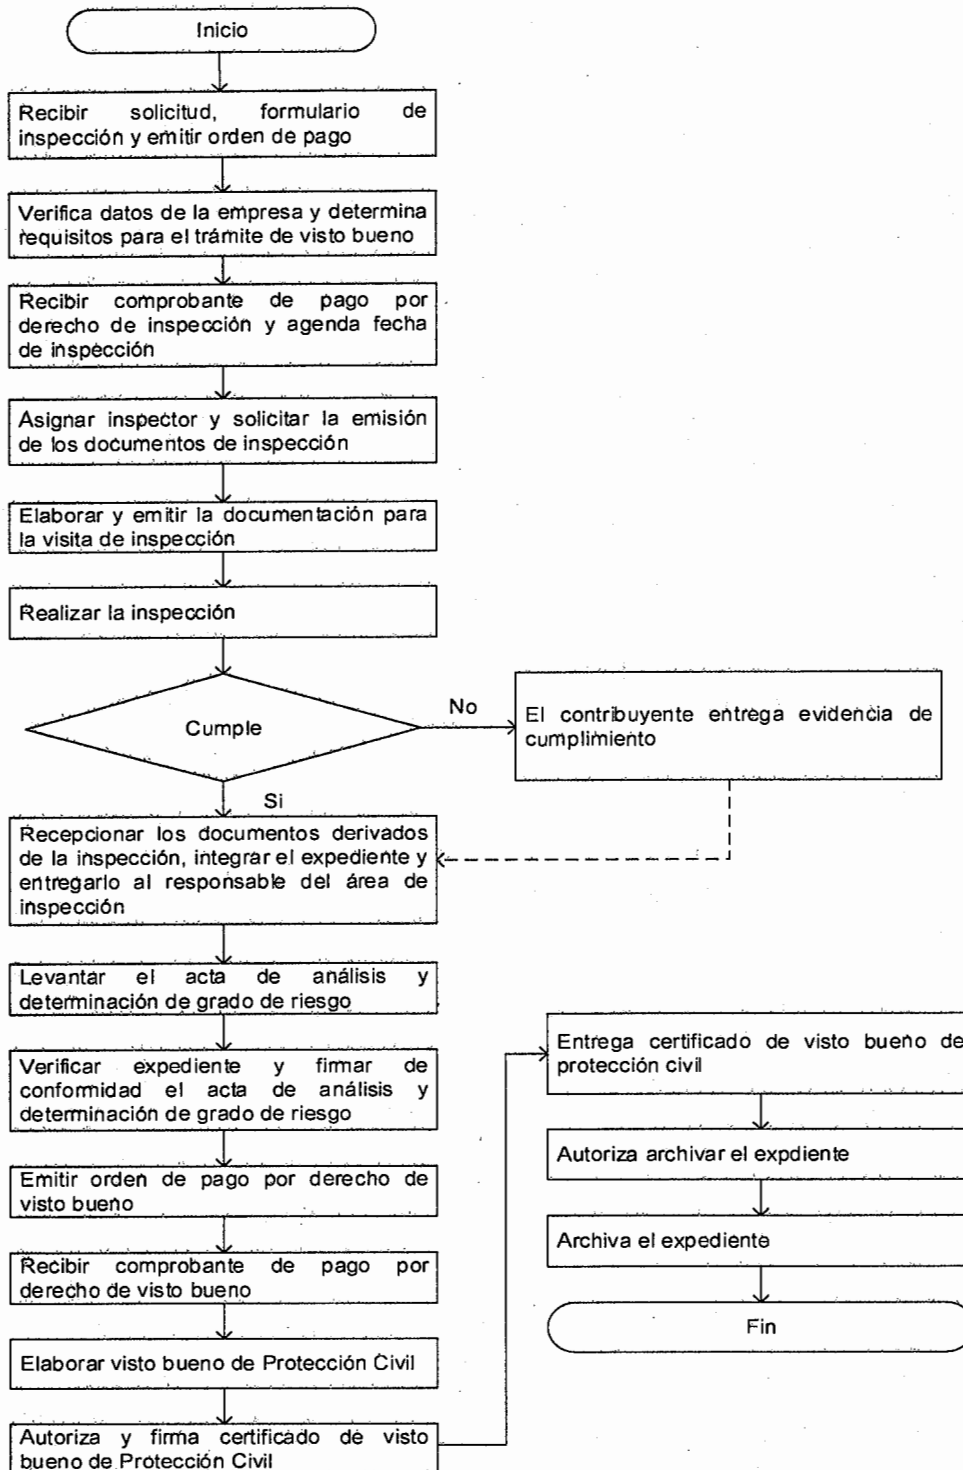 Inicio
Recibir solicitud, formulario de
inspección y emitir orden de pago
Verifica datos de la empresa y determina
requisitos para el trámite de visto bueno
Recibir comprobante de pago por
derecho de inspección y agenda fecha
de inspección
Asignar inspector y solicitar la emisión
de los documentos de inspección
Elaborar y emitir la documentación para
la visita de inspección
Realizar la inspección
Cumple
No
El contribuyente entrega evidencia de
cumplimiento
Si
Recepcionar los documentos derivados
de la inspección, integrar el expediente y
entregarlo al responsable del área de
inspección
Levantar el acta de análisis y
determinación de grado de riesgo
Verificar expediente y firmar de
conformidad el acta de análisis y
determinación de grado de riesgo
Emitir orden de pago por derecho de
visto bueno
Recibir comprobante de pago por
derecho de visto bueno
Elaborar visto bueno de Protección Civil
Autoriza y firma certificado de visto
bueno de Protección Civil
Entrega certificado de visto bueno de
protección civil
Autoriza archivar el expdiente
Archiva el expediente
Fin